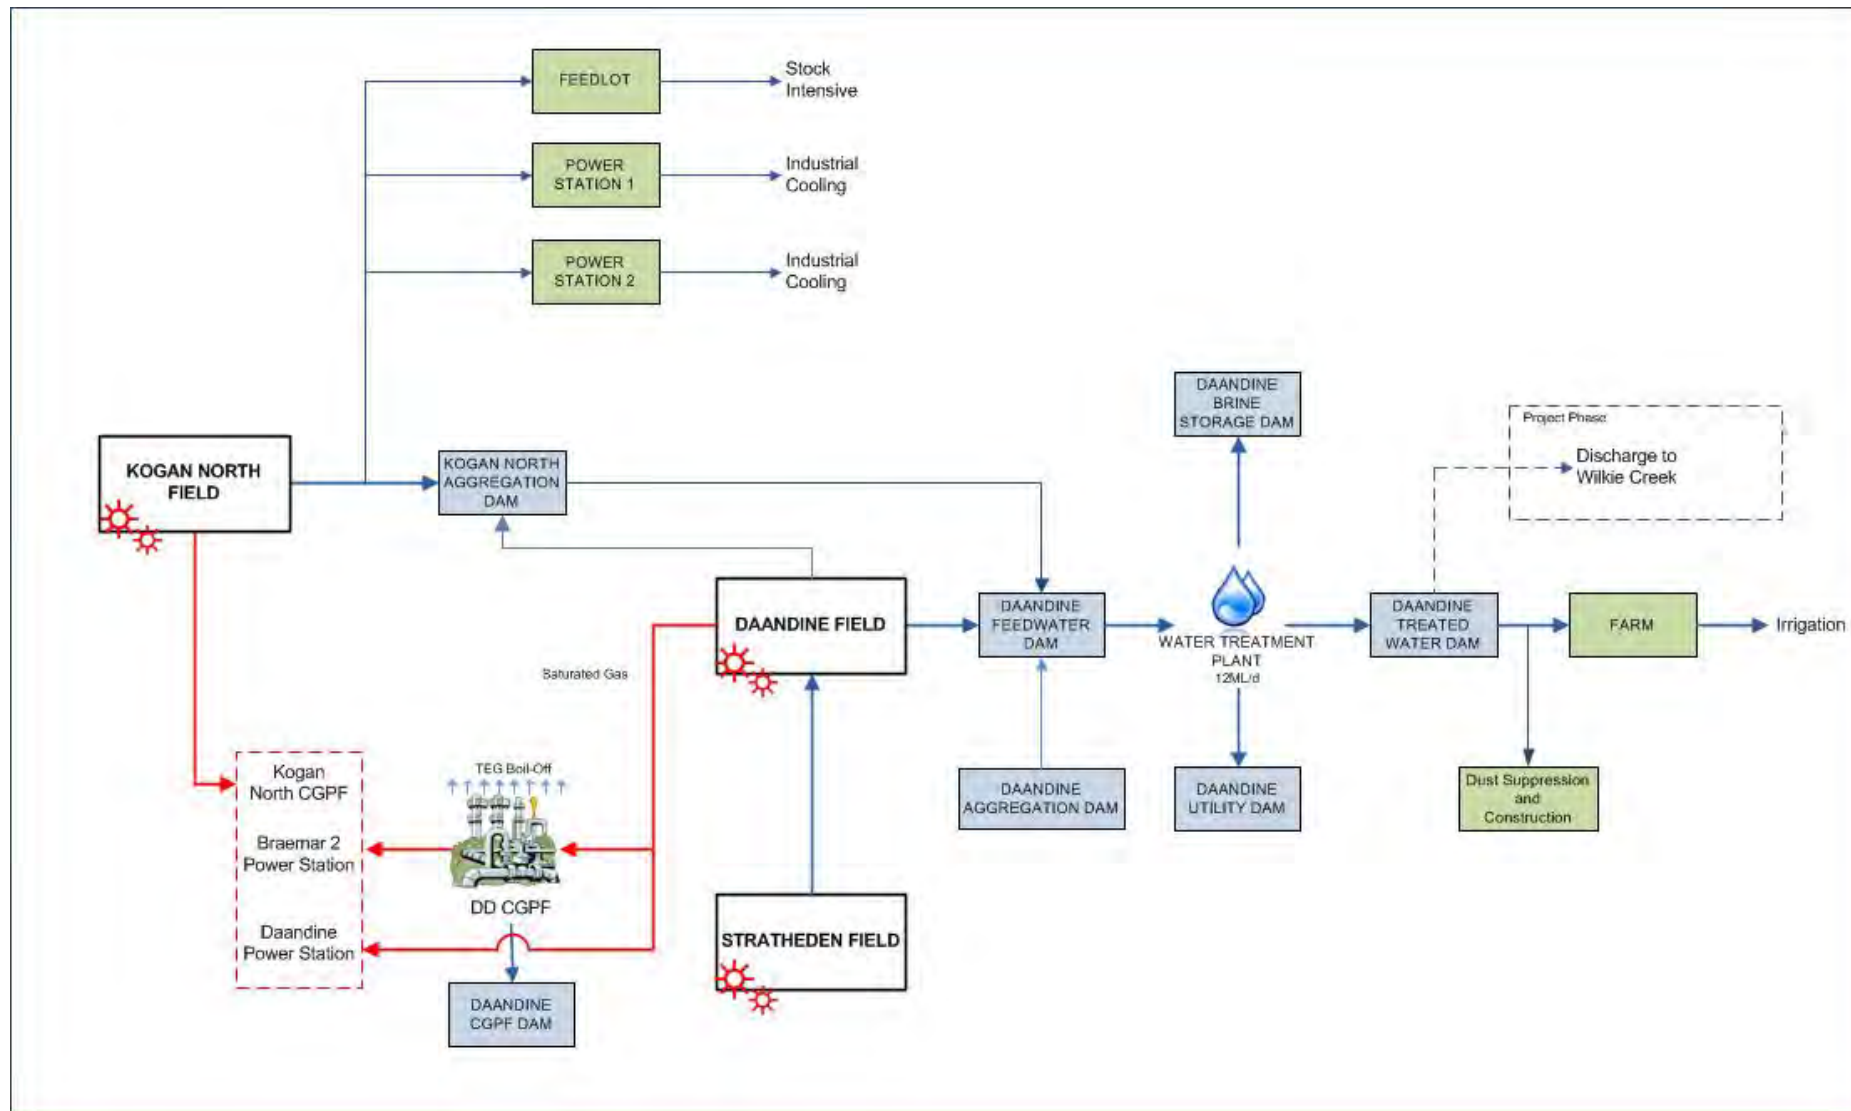 FEEDLOT
Stock
Intensive
POWER
STATION 1
Industrial
Cooling
POWER
STATION 2
Industrial
Cooling
KOGAN NORTH
FIELD
KOGAN NORTH
AGGREGATION
DAM
DAANDINE
BRINE
STORAGE DAM
Project Phase
Discharge to
Wilkie Creek
DAANDINE FIELD
DAANDINE
FEEDWATER
DAM
WATER TREATMENT
PLANT
12ML/d
DAANDINE
TREATED
WATER DAM
FARM
Irrigation
Saturated Gas
Kogan
North CGPF
Braemar 2
Power Station
Daandine
Power Station
TEG Boil-Off
DD CGPF
DAANDINE
CGPF DAM
STRATHEDEN FIELD
DAANDINE
AGGREGATION DAM
DAANDINE
UTILITY DAM
Dust Suppression
and
Construction